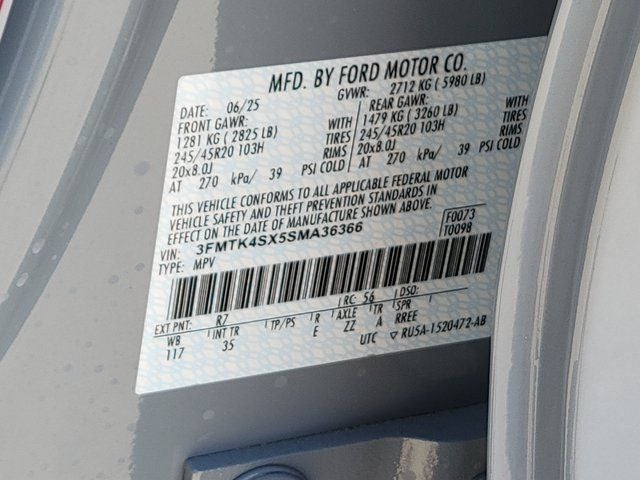 MFD. BY FORD MOTOR CO.
DATE: 06/25 GVWR: 2712 KG ( 5980 LB)
FRONT GAWR: REAR GAWR:
1281 KG ( 2825 LB) WITH 1479 KG ( 3260 LB) WITH
245/45R20 103H TIRES 245/45R20 103H TIRES
20x8.0J RIMS 20x8.0J RIMS
AT 270 kPa/ 39 PSI COLD AT 270 kPa/ 39 PSI COLD
THIS VEHICLE CONFORMS TO ALL APPLICABLE FEDERAL MOTOR
VEHICLE SAFETY AND THEFT PREVENTION STANDARDS IN
EFFECT ON THE DATE OF MANUFACTURE SHOWN ABOVE.
VIN: 3FMTK4SX5SMA36366 F0073
TYPE: MPV T0098
EXT PNT: R7 RC: 56 DSO:
WB INT TR TP/PS R AXLE TR SPR
117 35 E ZZ A RREE
UTC ▽ RU5A-1520472-AB